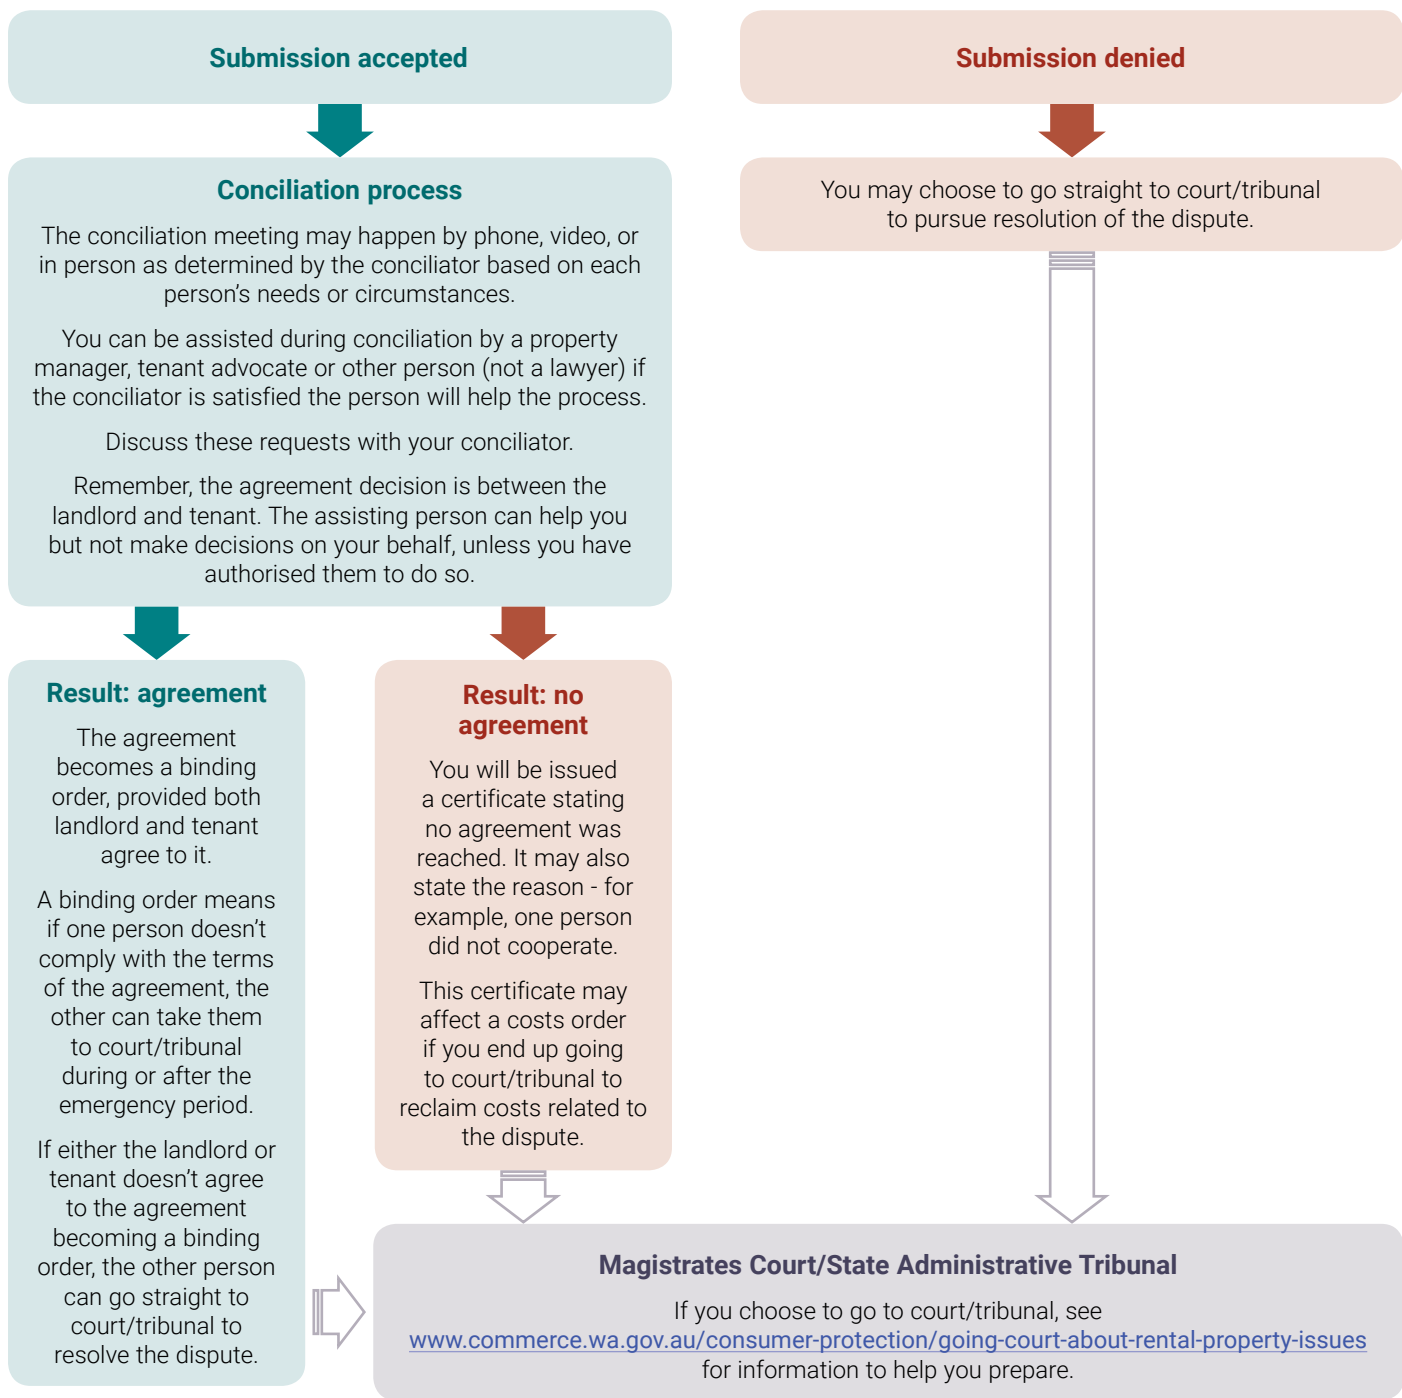 Submission accepted
Conciliation process
The conciliation meeting may happen by phone, video, or
in person as determined by the conciliator based on each
person's needs or circumstances.
You can be assisted during conciliation by a property
manager, tenant advocate or other person (not a lawyer) if
the conciliator is satisfied the person will help the process.
Discuss these requests with your conciliator.
Remember, the agreement decision is between the
landlord and tenant. The assisting person can help you
but not make decisions on your behalf, unless you have
authorised them to do so.
Result: agreement
The agreement
becomes a binding
order, provided both
landlord and tenant
agree to it.
A binding order means
if one person doesn't
comply with the terms
of the agreement, the
other can take them
to court/tribunal
during or after the
emergency period.
If either the landlord or
tenant doesn't agree
to the agreement
becoming a binding
order, the other person
can go straight to
court/tribunal to
resolve the dispute.
Result: no
agreement
You will be issued
a certificate stating
no agreement was
reached. It may also
state the reason - for
example, one person
did not cooperate.
This certificate may
affect a costs order
if you end up going
to court/tribunal to
reclaim costs related to
the dispute.
Submission denied
You may choose to go straight to court/tribunal
to pursue resolution of the dispute.
Magistrates Court/State Administrative Tribunal
If you choose to go to court/tribunal, see
www.commerce.wa.gov.au/consumer-protection/going-court-about-rental-property-issues
for information to help you prepare.